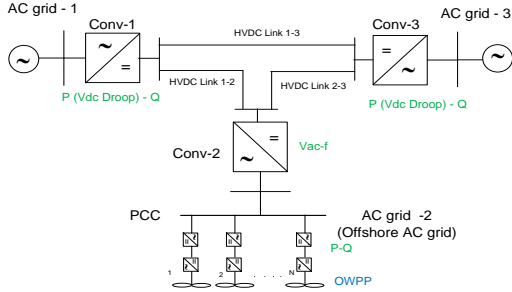 AC grid - 1
Conv-1
Conv-3
AC grid - 3
~
=
HVDC Link 1-3
=
~
HVDC Link 1-2
HVDC Link 2-3
P (Vdc Droop) - Q
P (Vdc Droop) - Q
=
~
Vac-f
Conv-2
PCC
AC grid -2
(Offshore AC grid)
P-Q
1
2
. . . .
N
OWPP